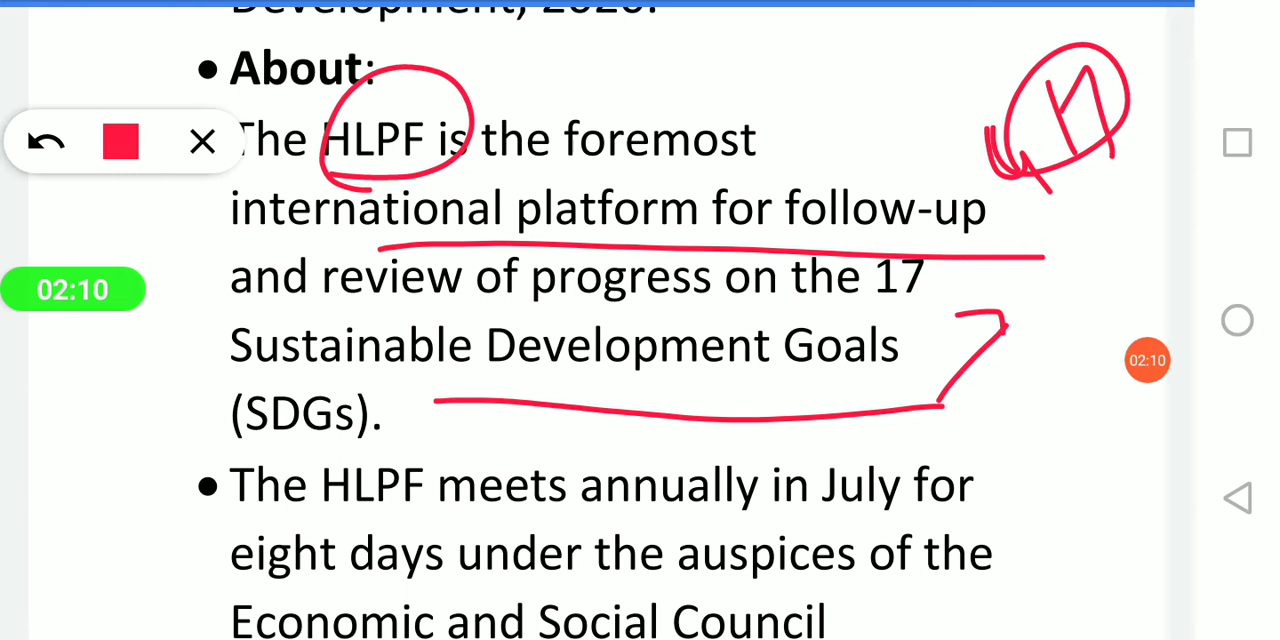 Development, 2020.
• About:
The HLPF is the foremost
international platform for follow-up
and review of progress on the 17
Sustainable Development Goals
(SDGs).
• The HLPF meets annually in July for
eight days under the auspices of the
Economic and Social Council
02:10
02:10